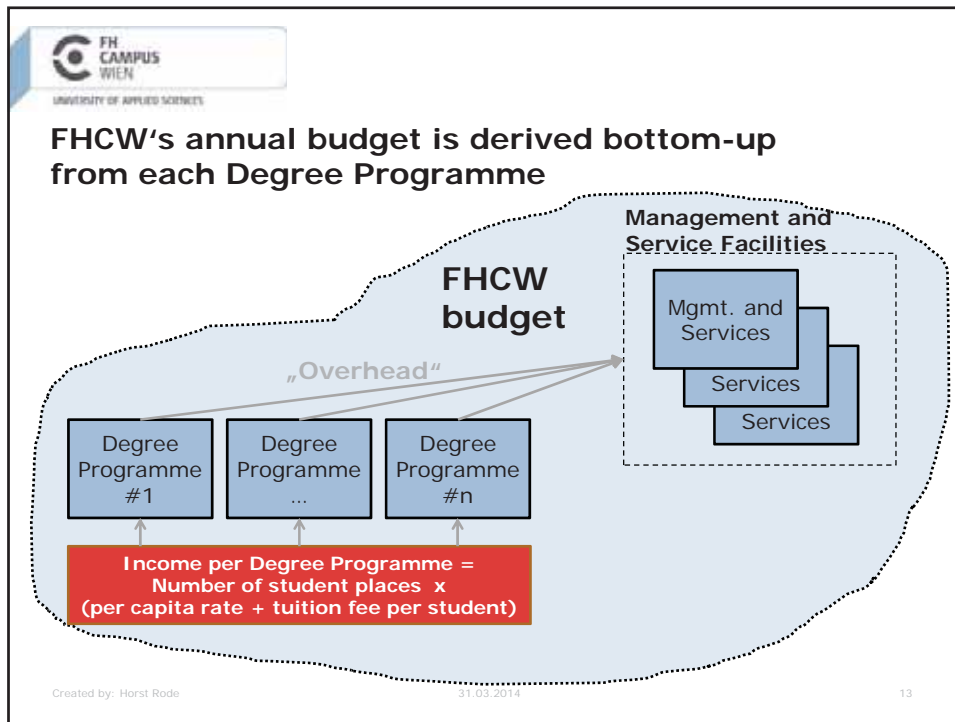 FH
CAMPUS
WIEN
UNIVERSITY OF APPLIED SCIENCES
FHCW‘s annual budget is derived bottom-up
from each Degree Programme
Management and
Service Facilities
FHCW
budget
Mgmt. and
Services
Services
Services
„Overhead“
Degree
Programme
#1
Degree
Programme
...
Degree
Programme
#n
Income per Degree Programme =
Number of student places x
(per capita rate + tuition fee per student)
Created by: Horst Rode
31.03.2014
13